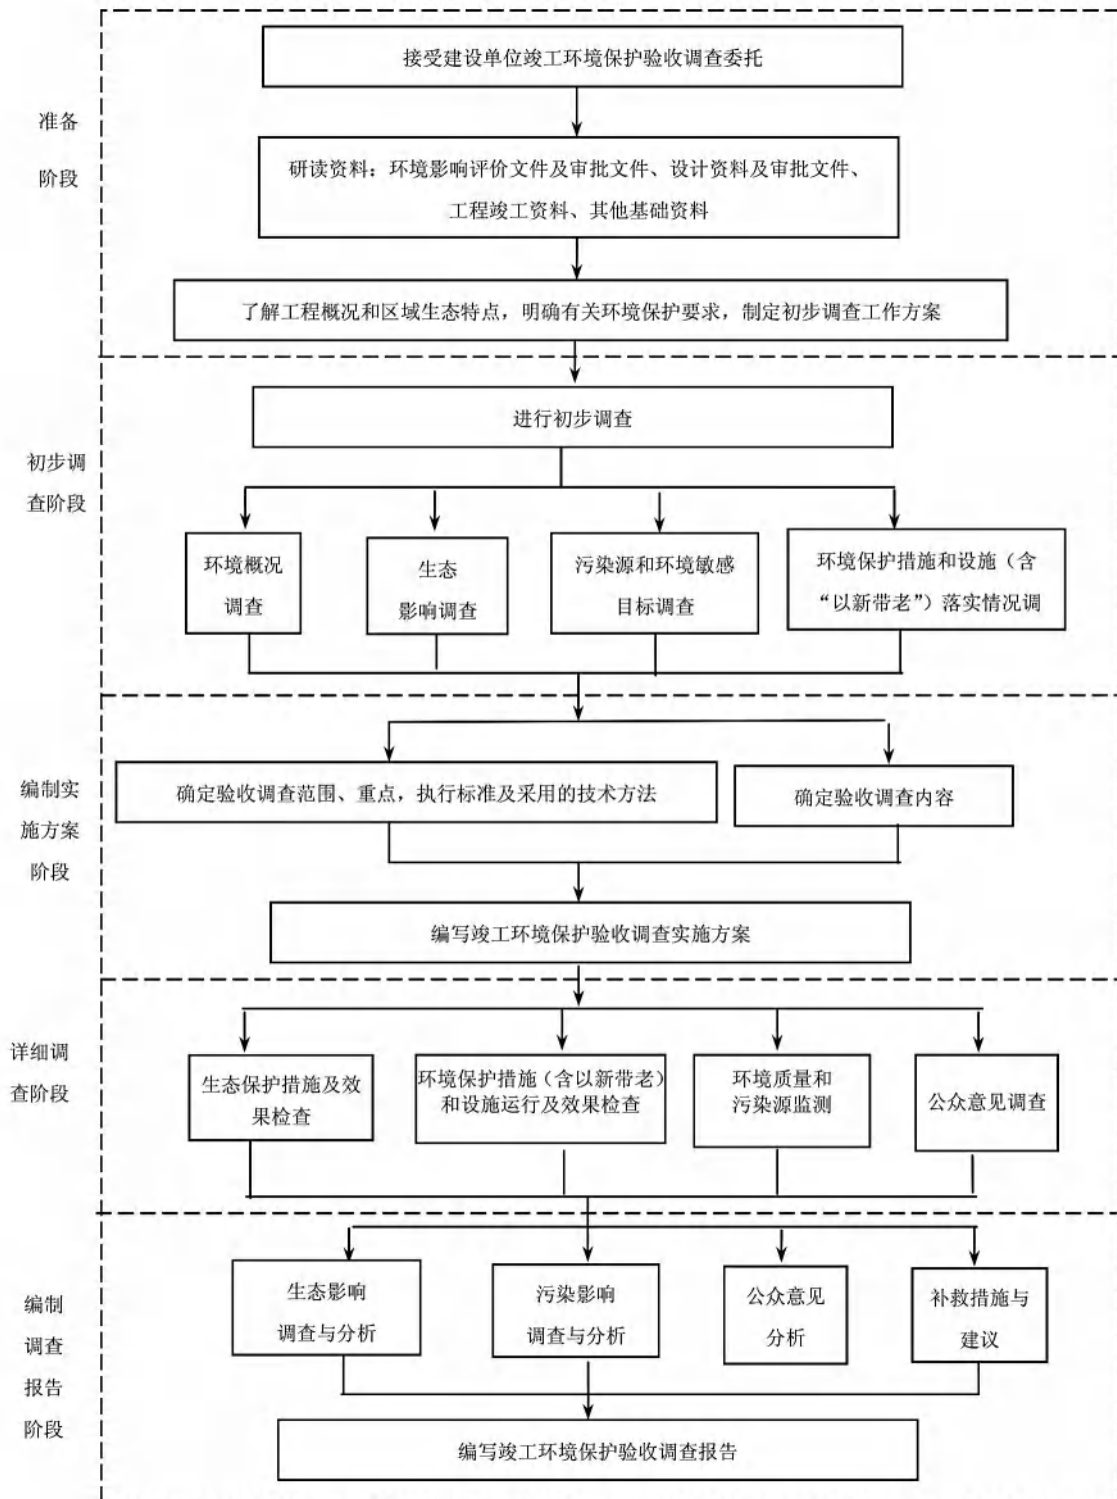 接受建设单位竣工环境保护验收调查委托
准备
阶段
研读资料：环境影响评价文件及审批文件、设计资料及审批文件、
工程竣工资料、其他基础资料
了解工程概况和区域生态特点，明确有关环境保护要求，制定初步调查工作方案
初步调
查阶段
进行初步调查
环境概况
调查
生态
影响调查
污染源和环境敏感
目标调查
环境保护措施和设施（含
“以新带老”）落实情况调
编制实
施方案
阶段
确定验收调查范围、重点，执行标准及采用的技术方法
确定验收调查内容
编写竣工环境保护验收调查实施方案
详细调
查阶段
生态保护措施及效
果检查
环境保护措施（含以新带老）
和设施运行及效果检查
环境质量和
污染源监测
公众意见调查
编制
调查
报告
阶段
生态影响
调查与分析
污染影响
调查与分析
公众意见
分析
补救措施与
建议
编写竣工环境保护验收调查报告